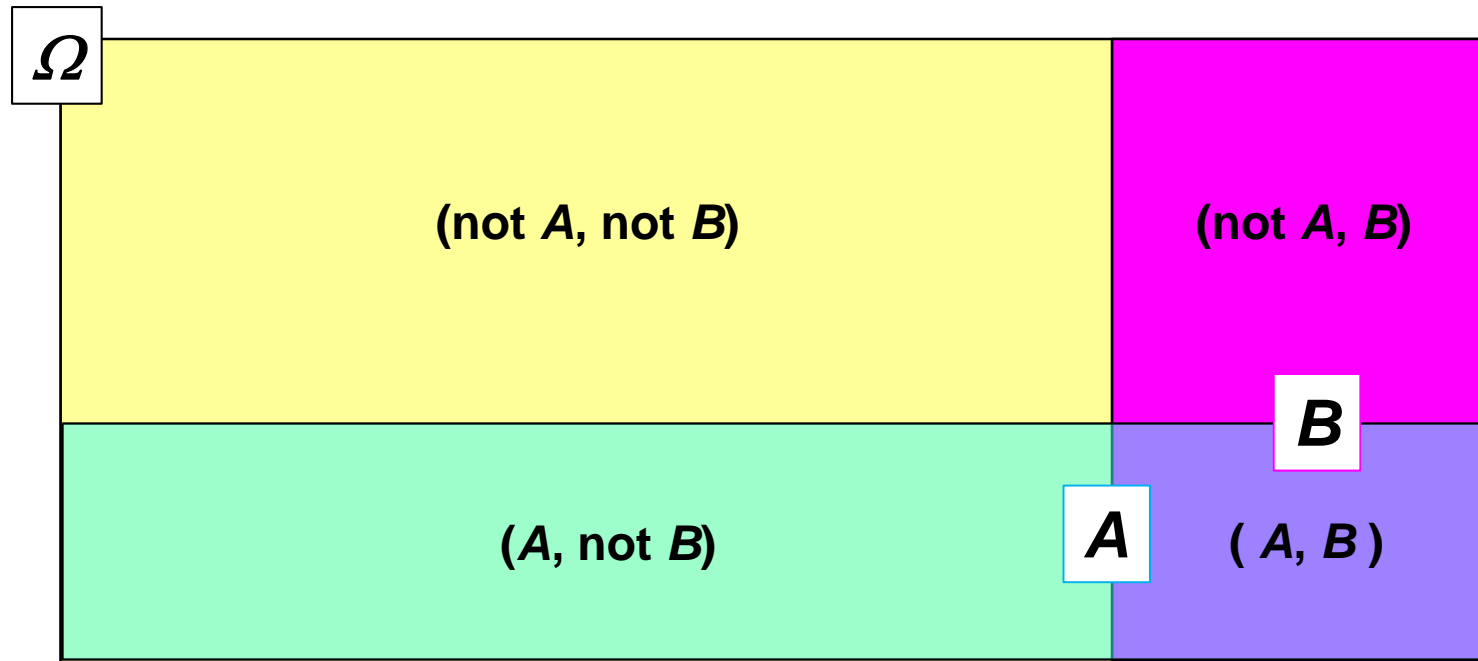 Ω
(not A, not B)
(not A, B)
B
(A, not B)
A
( A, B )